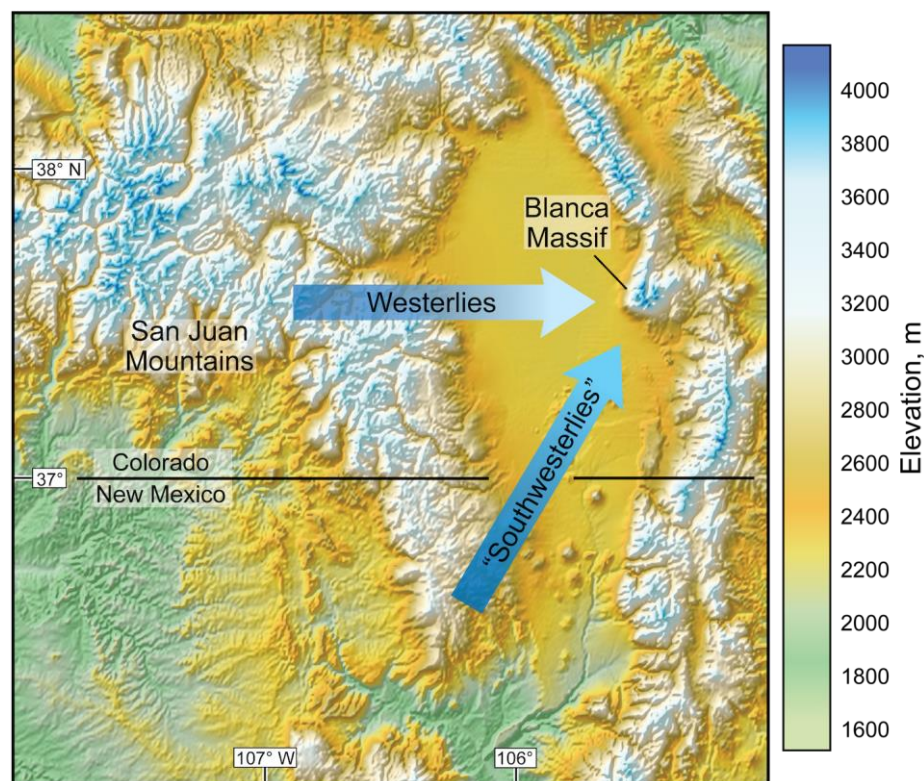 4000
38° N
3800
3600
Blanca
Massif
3400
Westerlies
3200
San Juan
Mountains
3000
2800
Elevation, m
"Southwesterlies"
2600
37°
Colorado
New Mexico
2400
2200
2000
1800
107° W
106°
1600